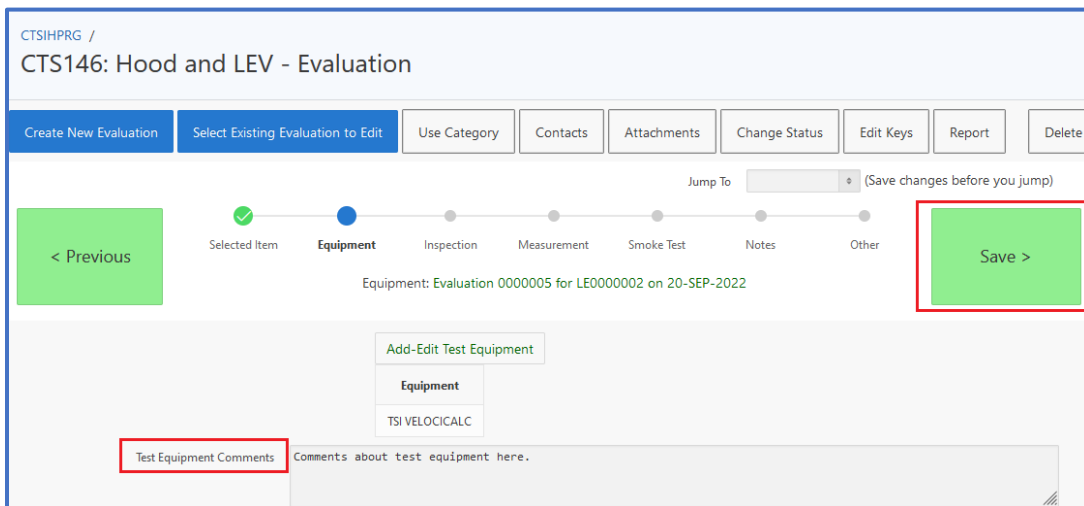 CTSIHPRG /
CTS146: Hood and LEV - Evaluation
Create New Evaluation Select Existing Evaluation to Edit Use Category Contacts Attachments Change Status Edit Keys Report Delete
Jump To (Save changes before you jump)
< Previous
Selected Item Equipment Inspection Measurement Smoke Test Notes Other
Save >
Equipment: Evaluation 0000005 for LE0000002 on 20-SEP-2022
Add-Edit Test Equipment
Equipment
TSI VELOCICALC
Test Equipment Comments Comments about test equipment here.